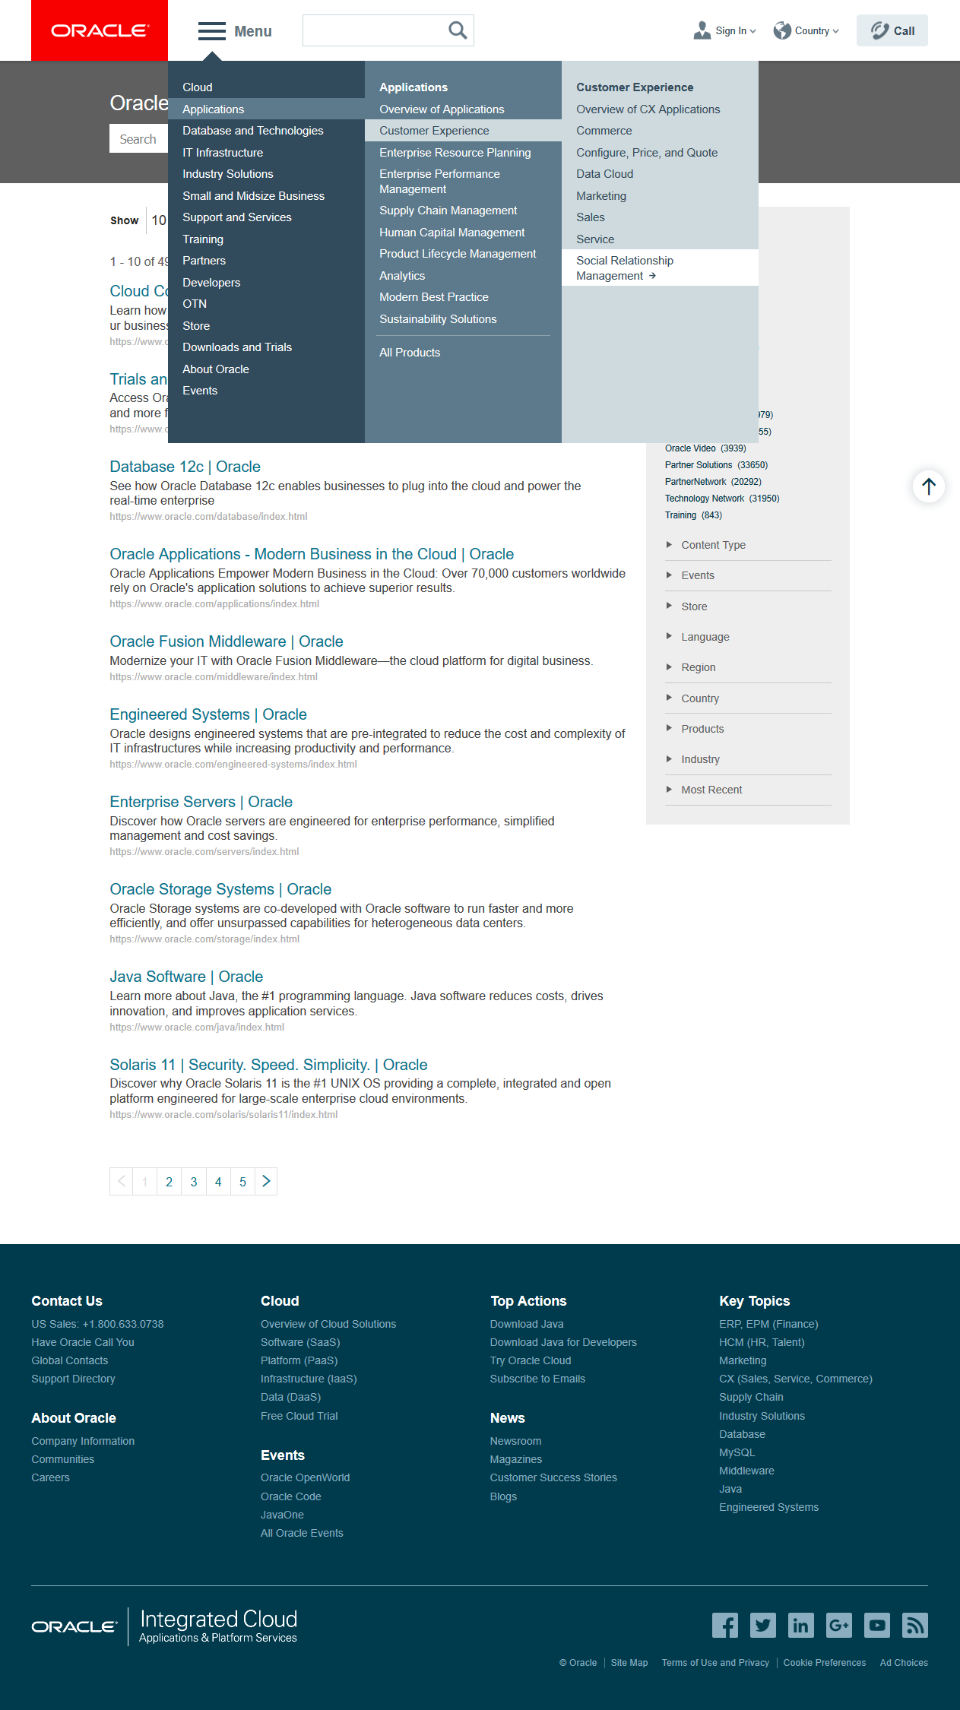 ORACLE
Menu
Sign In
Country
Call
Oracle
Search
Cloud
Applications
Database and Technologies
IT Infrastructure
Industry Solutions
Small and Midsize Business
Support and Services
Training
Partners
Developers
OTN
Store
Downloads and Trials
About Oracle
Events
Applications
Overview of Applications
Customer Experience
Enterprise Resource Planning
Enterprise Performance
Management
Supply Chain Management
Human Capital Management
Product Lifecycle Management
Analytics
Modern Best Practice
Sustainability Solutions
All Products
Customer Experience
Overview of CX Applications
Commerce
Configure, Price, and Quote
Data Cloud
Marketing
Sales
Service
Social Relationship
Management →
Show 10
1 - 10 of 49
Cloud Co
Learn how
ur business
https://www.o
Trials an
Access Ora
and more f
https://www.o
Database 12c | Oracle
See how Oracle Database 12c enables businesses to plug into the cloud and power the
real-time enterprise
https://www.oracle.com/database/index.html
Oracle Applications - Modern Business in the Cloud | Oracle
Oracle Applications Empower Modern Business in the Cloud: Over 70,000 customers worldwide
rely on Oracle's application solutions to achieve superior results.
https://www.oracle.com/applications/index.html
Oracle Fusion Middleware | Oracle
Modernize your IT with Oracle Fusion Middleware—the cloud platform for digital business.
https://www.oracle.com/middleware/index.html
Engineered Systems | Oracle
Oracle designs engineered systems that are pre-integrated to reduce the cost and complexity of
IT infrastructures while increasing productivity and performance.
https://www.oracle.com/engineered-systems/index.html
Enterprise Servers | Oracle
Discover how Oracle servers are engineered for enterprise performance, simplified
management and cost savings.
https://www.oracle.com/servers/index.html
Oracle Storage Systems | Oracle
Oracle Storage systems are co-developed with Oracle software to run faster and more
efficiently, and offer unsurpassed capabilities for heterogeneous data centers.
https://www.oracle.com/storage/index.html
Java Software | Oracle
Learn more about Java, the #1 programming language. Java software reduces costs, drives
innovation, and improves application services.
https://www.oracle.com/java/index.html
Solaris 11 | Security. Speed. Simplicity. | Oracle
Discover why Oracle Solaris 11 is the #1 UNIX OS providing a complete, integrated and open
platform engineered for large-scale enterprise cloud environments.
https://www.oracle.com/solaris/solaris11/index.html
1 2 3 4 5
979)
55)
Oracle Video (3939)
Partner Solutions (33650)
PartnerNetwork (20292)
Technology Network (31950)
Training (843)
Content Type
Events
Store
Language
Region
Country
Products
Industry
Most Recent
Contact Us
US Sales: +1.800.633.0738
Have Oracle Call You
Global Contacts
Support Directory
About Oracle
Company Information
Communities
Careers
Cloud
Overview of Cloud Solutions
Software (SaaS)
Platform (PaaS)
Infrastructure (IaaS)
Data (DaaS)
Free Cloud Trial
Events
Oracle OpenWorld
Oracle Code
JavaOne
All Oracle Events
Top Actions
Download Java
Download Java for Developers
Try Oracle Cloud
Subscribe to Emails
News
Newsroom
Magazines
Customer Success Stories
Blogs
Key Topics
ERP, EPM (Finance)
HCM (HR, Talent)
Marketing
CX (Sales, Service, Commerce)
Supply Chain
Industry Solutions
Database
MySQL
Middleware
Java
Engineered Systems
ORACLE
Integrated Cloud
Applications & Platform Services
© Oracle | Site Map Terms of Use and Privacy | Cookie Preferences Ad Choices